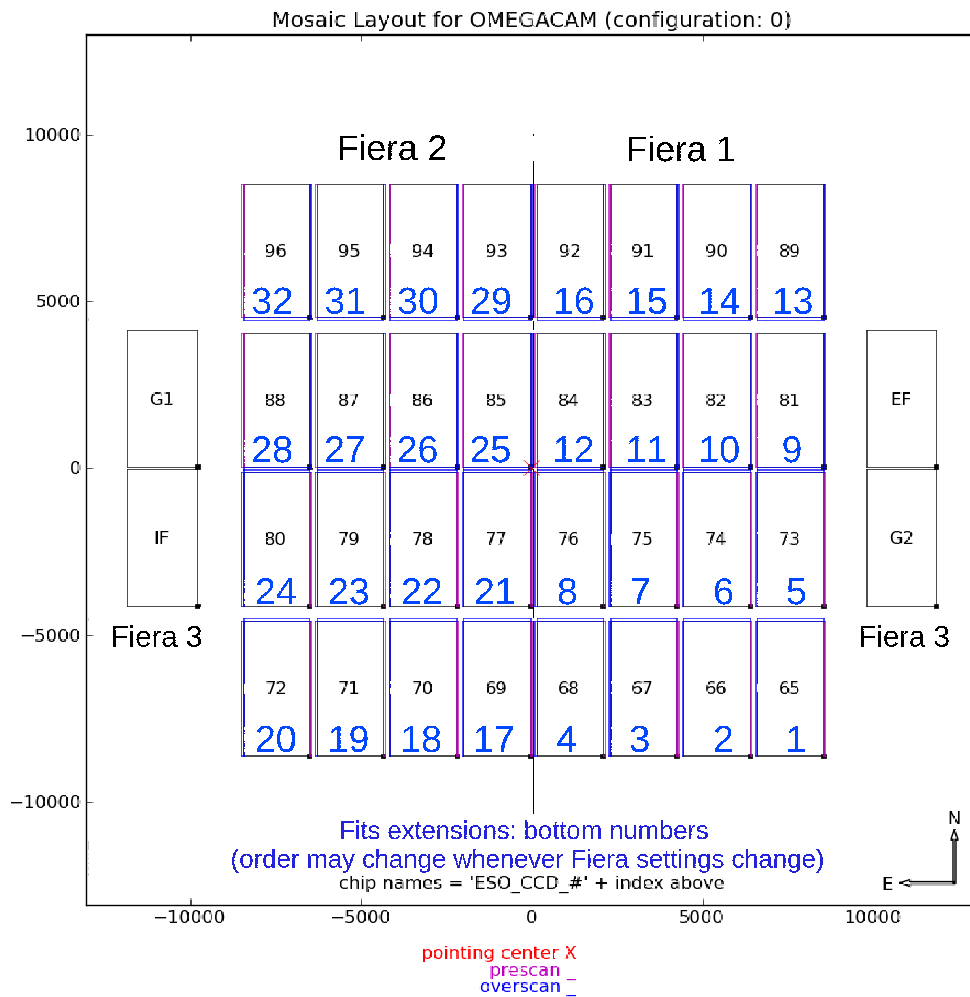 Mosaic Layout for OMEGACAM (configuration: 0)
10000
Fiera 2 Fiera 1
96 95 94 93 92 91 90 89
5000
32 31 30 29 16 15 14 13
G1 88 87 86 85 84 83 82 81 EF
28 27 26 25 12 11 10 9
0
IF 80 79 78 77 76 75 74 73 G2
24 23 22 21 8 7 6 5
−5000
Fiera 3 Fiera 3
72 71 70 69 68 67 66 65
20 19 18 17 4 3 2 1
−10000
Fits extensions: bottom numbers
(order may change whenever Fiera settings change)
chip names = 'ESO_CCD_#' + index above
N
E
−10000 −5000 0 5000 10000
pointing center X
prescan _
overscan _